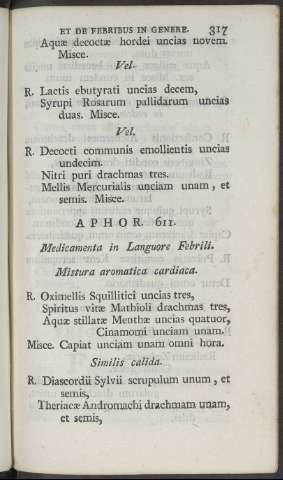 ET DE FEBRIBUS IN GENERE. 317
Aquæ decoctæ hordei uncias novem.
Misce.
Vel.
R. Lactis ebutyrati uncias decem,
Syrupi Rosarum pallidarum uncias
duas. Misce.
Vel.
R. Decocti communis emollientis uncias
undecim.
Nitri puri drachmas tres.
Mellis Mercurialis unciam unam, et
semis. Misce.
APHOR. 611.
Medicamenta in Languore Febrili.
Mistura aromatica cardiaca.
R. Oximellis Squillitici uncias tres,
Spiritus vitæ Mathioli drachmas tres,
Aquæ stillatæ Menthæ uncias quatuor,
Cinamomi unciam unam.
Misce. Capiat unciam unam omni hora.
Similis calida.
R. Diascordii Sylvii scrupulum unum, et
semis,
Theriacæ Andromachi drachmam unam,
et semis,